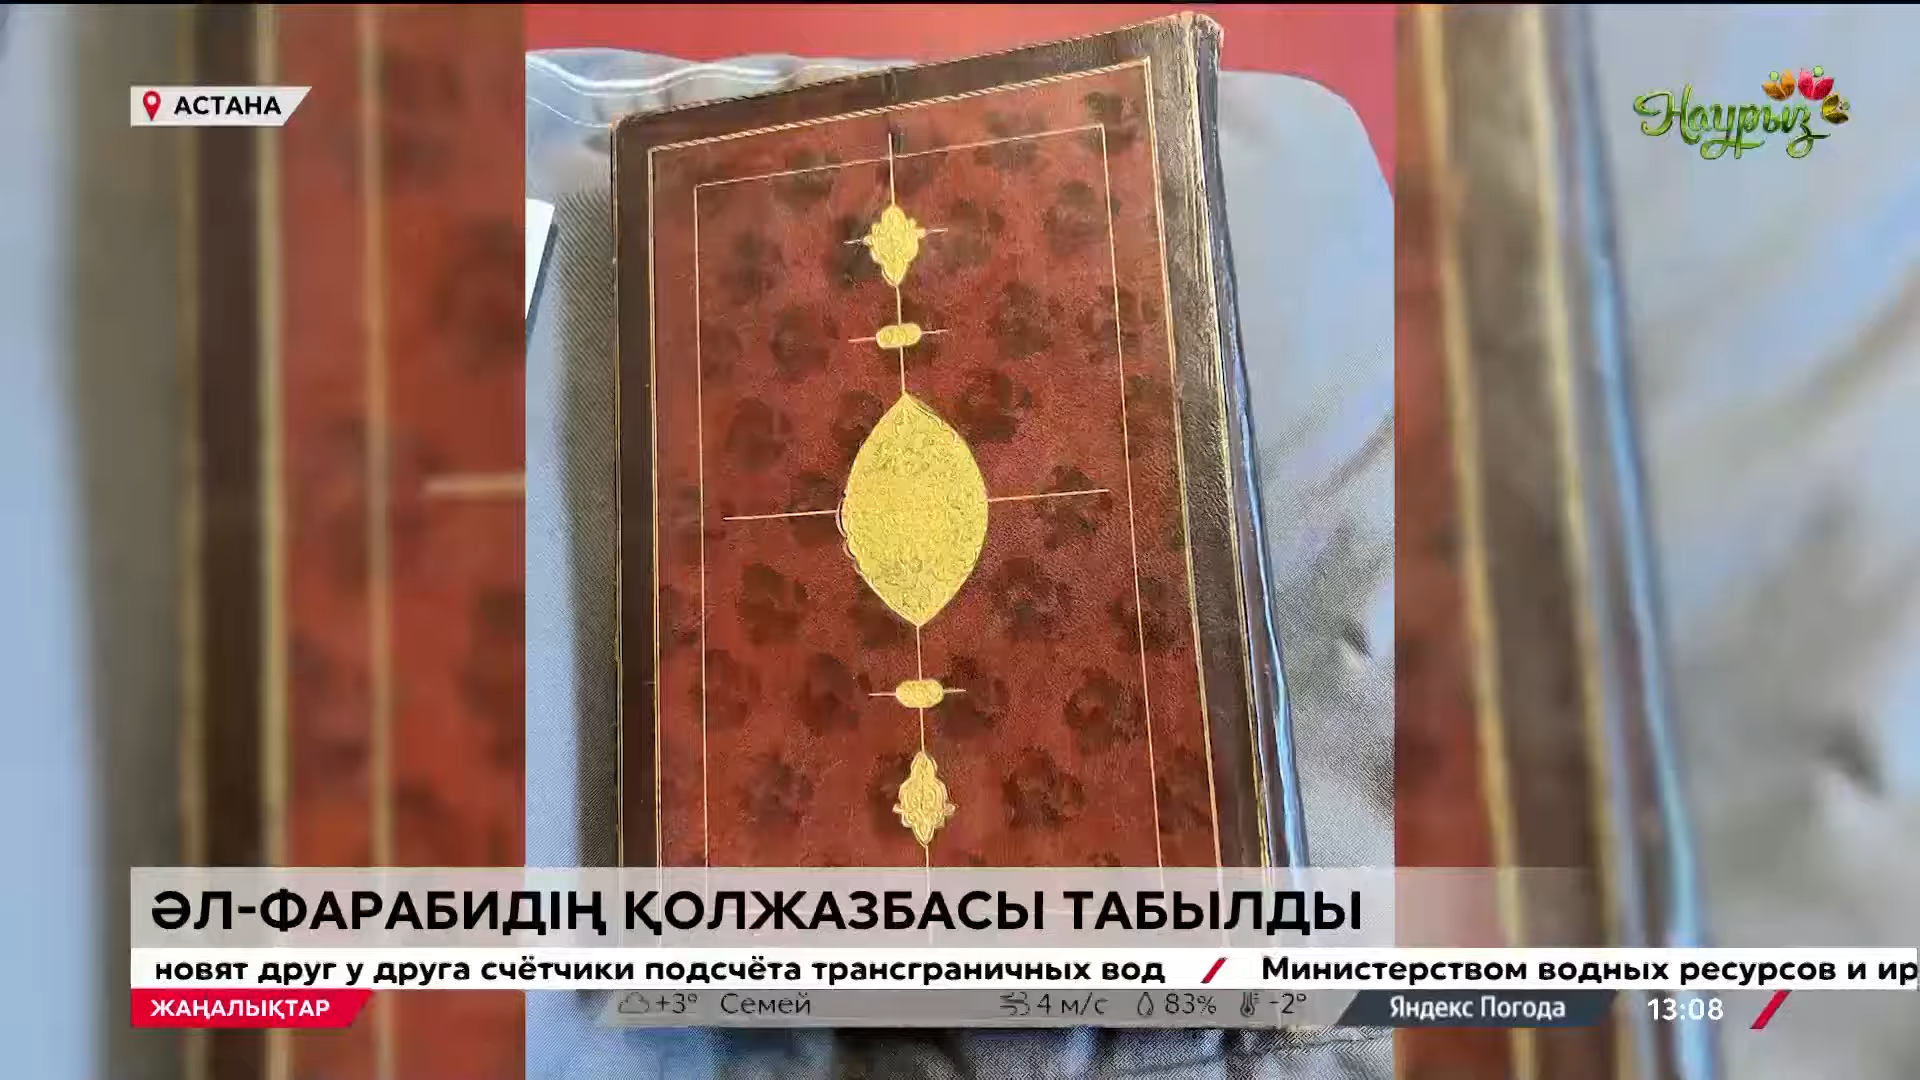 АСТАНА
Наурыз
ӘЛ-ФАРАБИДІҢ ҚОЛЖАЗБАСЫ ТАБЫЛДЫ
новят друг у друга счётчики подсчёта трансграничных вод / Министерством водных ресурсов и ир
ЖАҢАЛЫҚТАР
+3° Семей 4 м/с 83% -2° Яндекс Погода 13:08